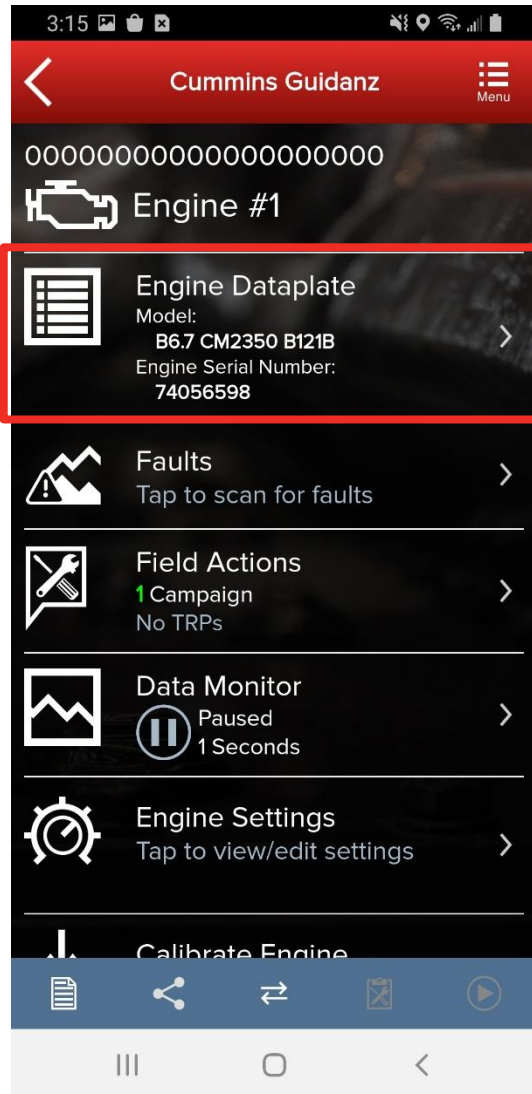 3:15
Cummins Guidanz
Menu
00000000000000000000
Engine #1
Engine Dataplate
Model:
B6.7 CM2350 B121B
Engine Serial Number:
74056598
Faults
Tap to scan for faults
Field Actions
1 Campaign
No TRPs
Data Monitor
Paused
1 Seconds
Engine Settings
Tap to view/edit settings
Calibrate Engine